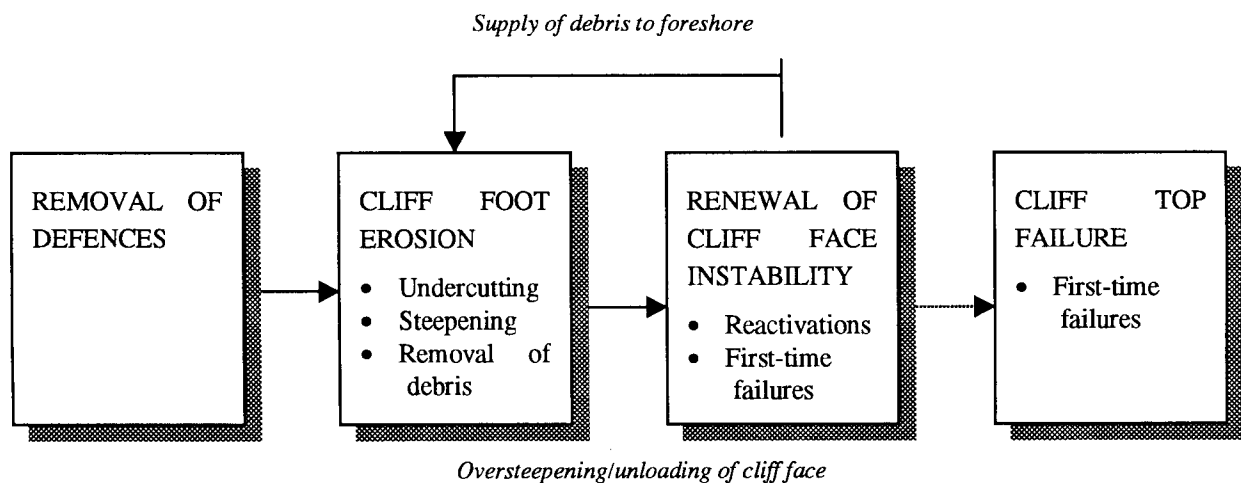 Supply of debris to foreshore
REMOVAL OF
DEFENCES
CLIFF FOOT
EROSION
• Undercutting
• Steepening
• Removal of
debris
RENEWAL OF
CLIFF FACE
INSTABILITY
• Reactivations
• First-time
failures
CLIFF TOP
FAILURE
• First-time
failures
Oversteepening/unloading of cliff face